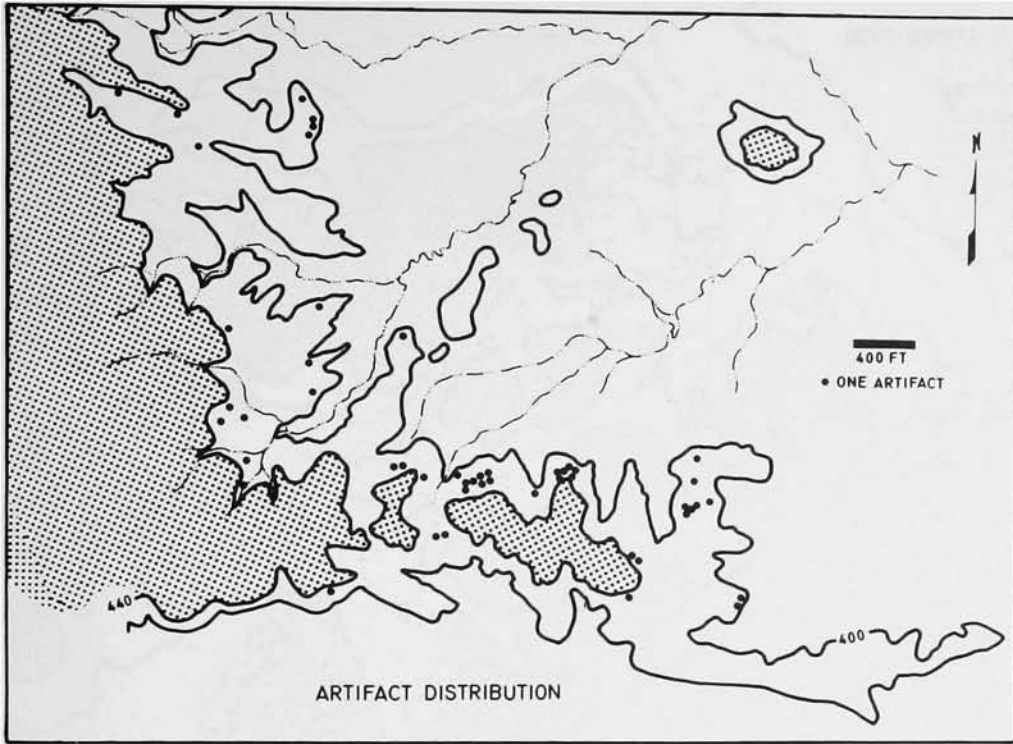 N
400 FT
• ONE ARTIFACT
440
400
ARTIFACT DISTRIBUTION